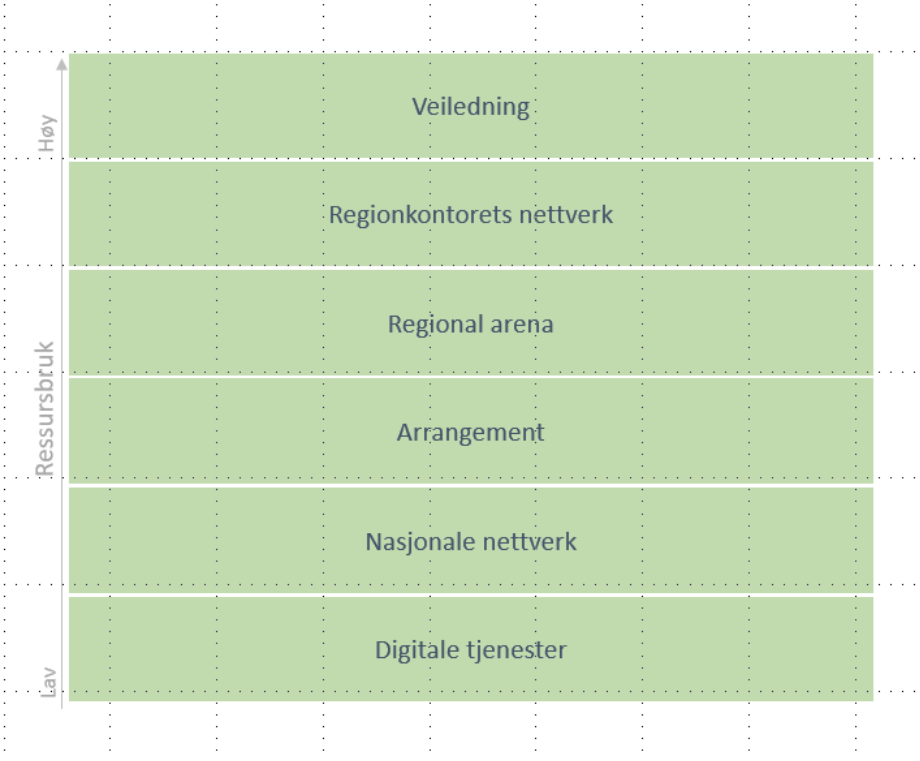 Høy
Veiledning
Regionkontorets nettverk
Regional arena
Ressursbruk
Arrangement
Nasjonale nettverk
Digitale tjenester
Lav